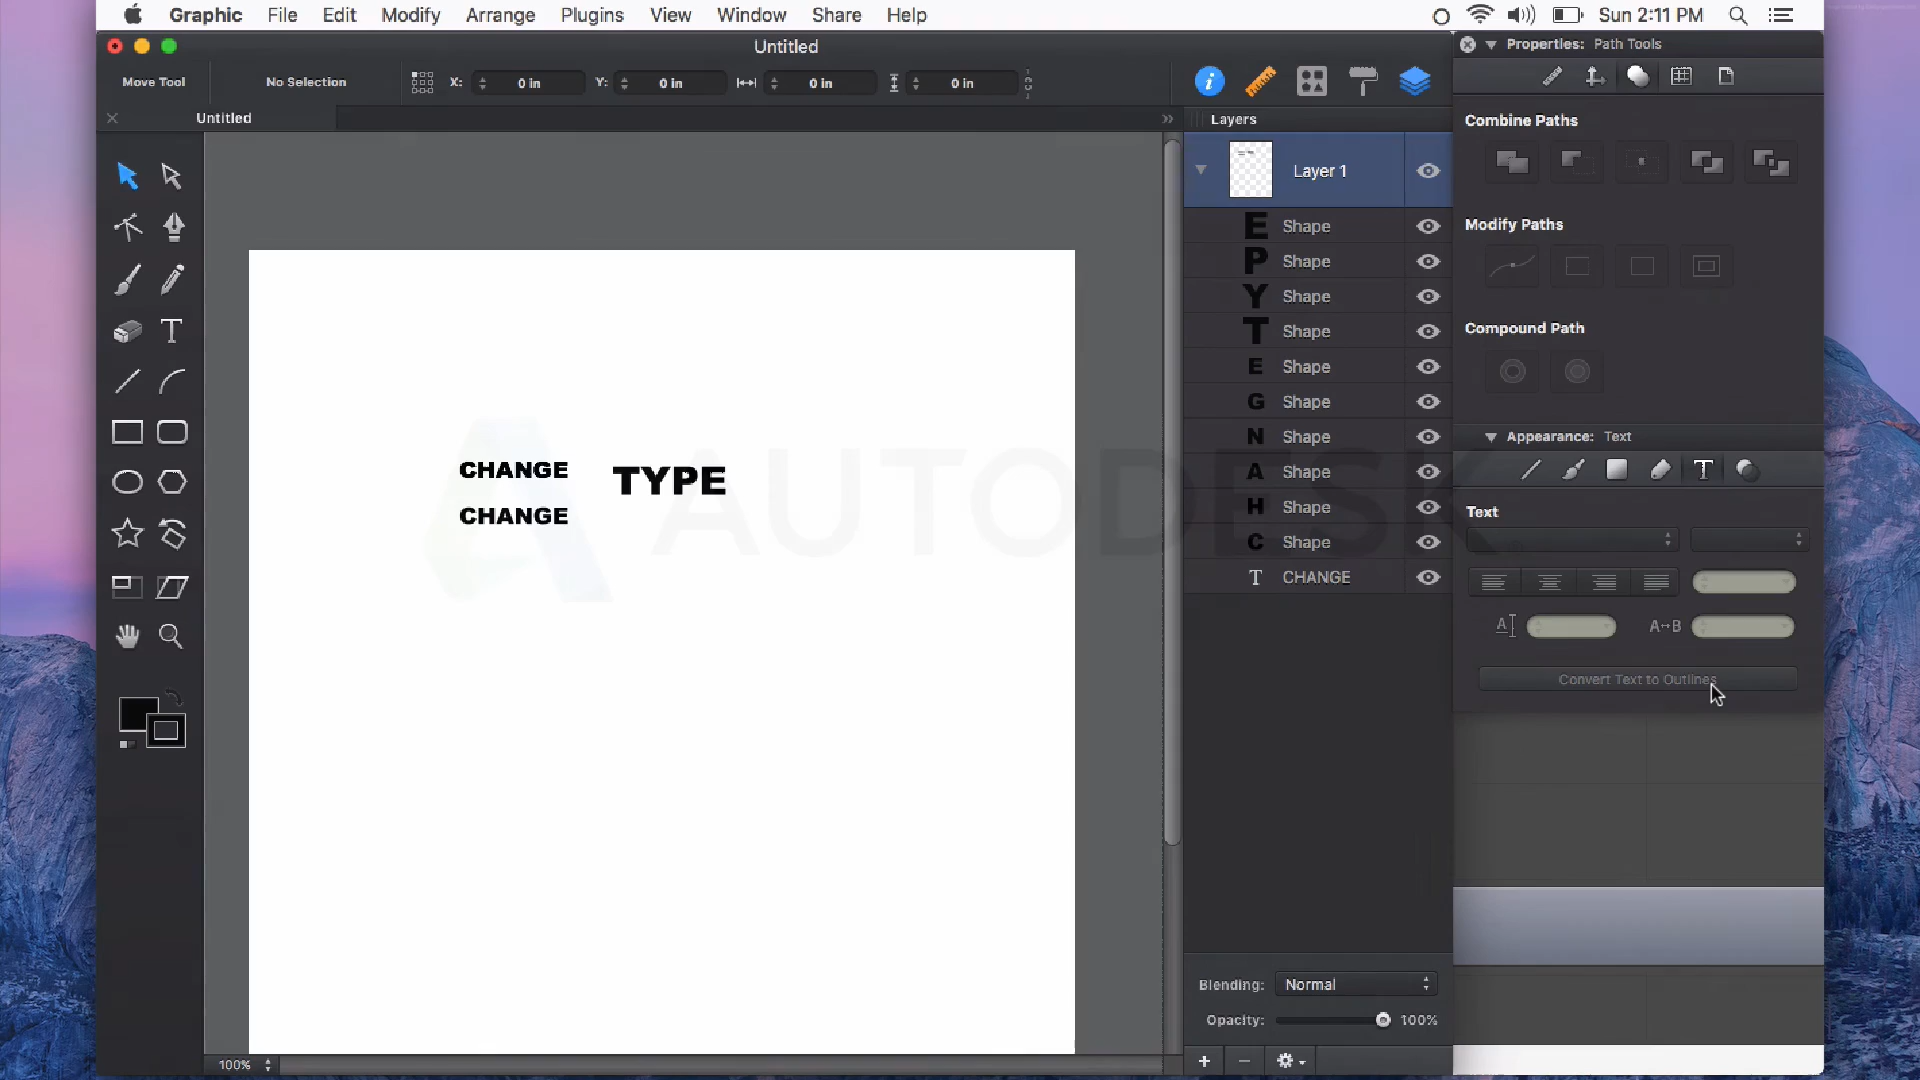 Graphic File Edit Modify Arrange Plugins View Window Share Help Sun 2:11 PM
Untitled
Properties: Path Tools
Move Tool No Selection X: 0 in Y: 0 in 0 in 0 in
Untitled
Layers
Combine Paths
Layer 1
Modify Paths
Shape
Shape
Shape
Shape
Shape
Shape
Shape
Shape
Shape
Shape
T CHANGE
E
P
Y
T
E
G
N
A
H
C
Compound Path
Appearance: Text
Text
A A↔B
Convert Text to Outlines
CHANGE TYPE
CHANGE
AUTODESK
Blending: Normal
Opacity: 100%
100%